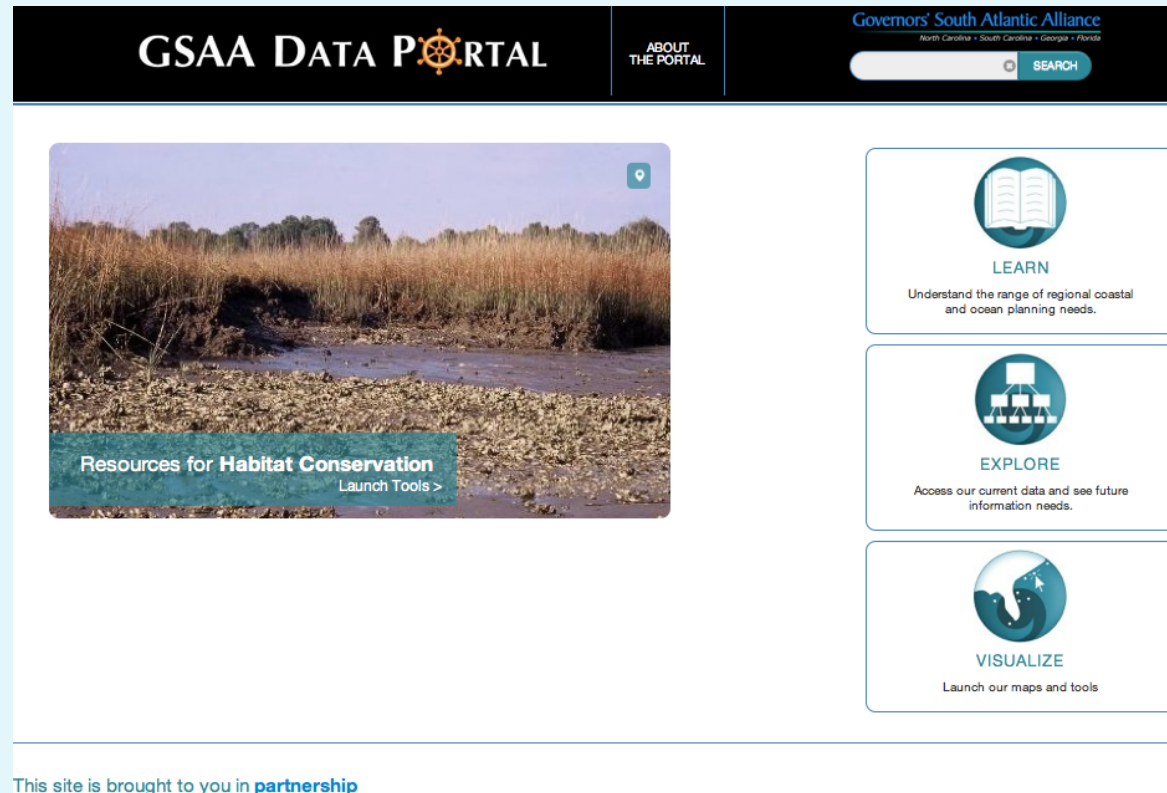 GSAA DATA PORTAL
ABOUT
THE PORTAL
Governors' South Atlantic Alliance
North Carolina • South Carolina • Georgia • Florida
SEARCH
Resources for Habitat Conservation
Launch Tools >
LEARN
Understand the range of regional coastal
and ocean planning needs.
EXPLORE
Access our current data and see future
information needs.
VISUALIZE
Launch our maps and tools
This site is brought to you in partnership